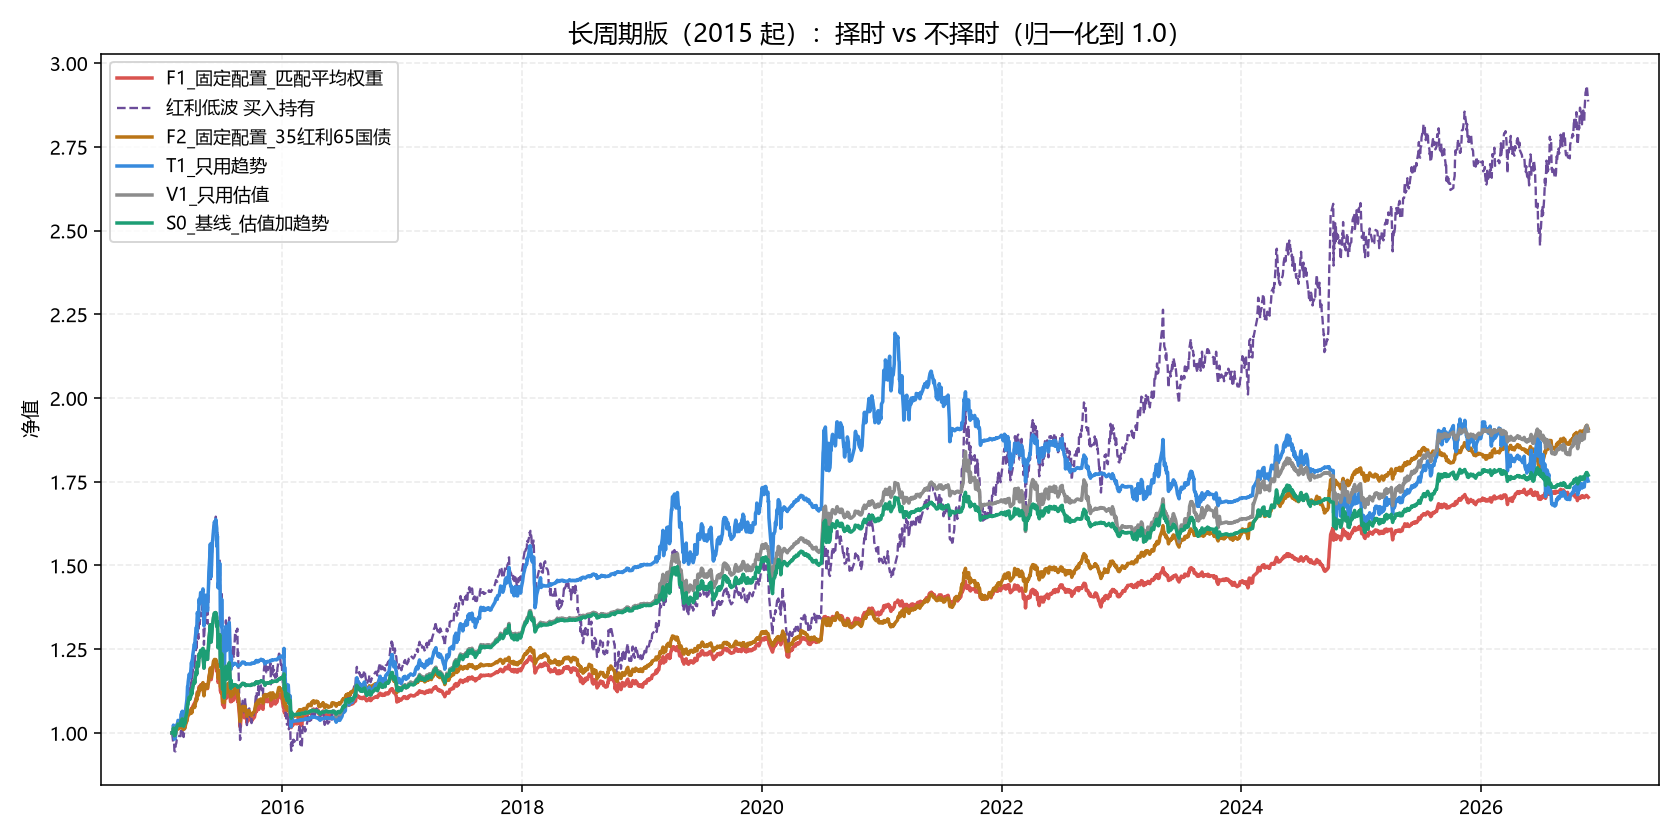 长周期版（2015 起）：择时 vs 不择时（归一化到 1.0）
F1_固定配置_匹配平均权重
红利低波 买入持有
F2_固定配置_35红利65国债
T1_只用趋势
V1_只用估值
S0_基线_估值加趋势
净值
3.00
2.75
2.50
2.25
2.00
1.75
1.50
1.25
1.00
2016
2018
2020
2022
2024
2026